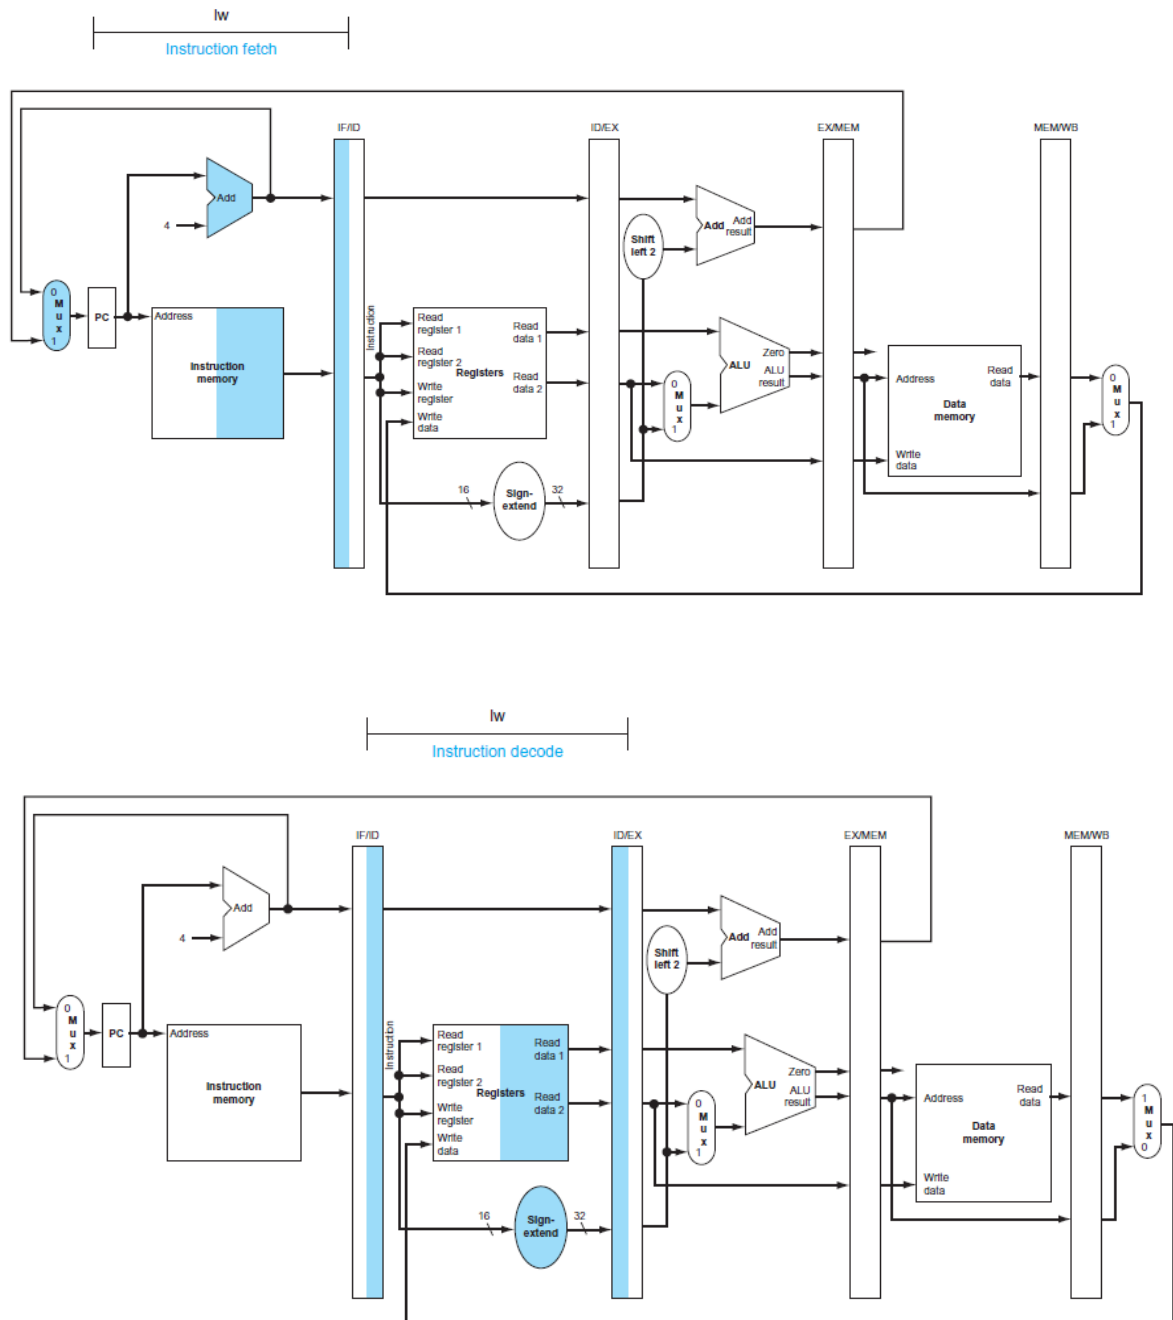 lw
Instruction fetch
IF/ID
ID/EX
EX/MEM
MEM/WB
Add
4
Shift
left 2
Add
Add
result
0
M
u
x
1
PC
Address
Instruction
memory
Instruction
Read
register 1
Read
register 2
Write
register
Write
data
Registers
Read
data 1
Read
data 2
16
Sign-
extend
32
0
M
u
x
1
ALU
Zero
ALU
result
Address
Write
data
Data
memory
Read
data
0
M
u
x
1
lw
Instruction decode
IF/ID
ID/EX
EX/MEM
MEM/WB
Add
4
Shift
left 2
Add
Add
result
0
M
u
x
1
PC
Address
Instruction
memory
Instruction
Read
register 1
Read
register 2
Write
register
Write
data
Registers
Read
data 1
Read
data 2
16
Sign-
extend
32
0
M
u
x
1
ALU
Zero
ALU
result
Address
Write
data
Data
memory
Read
data
1
M
u
x
0